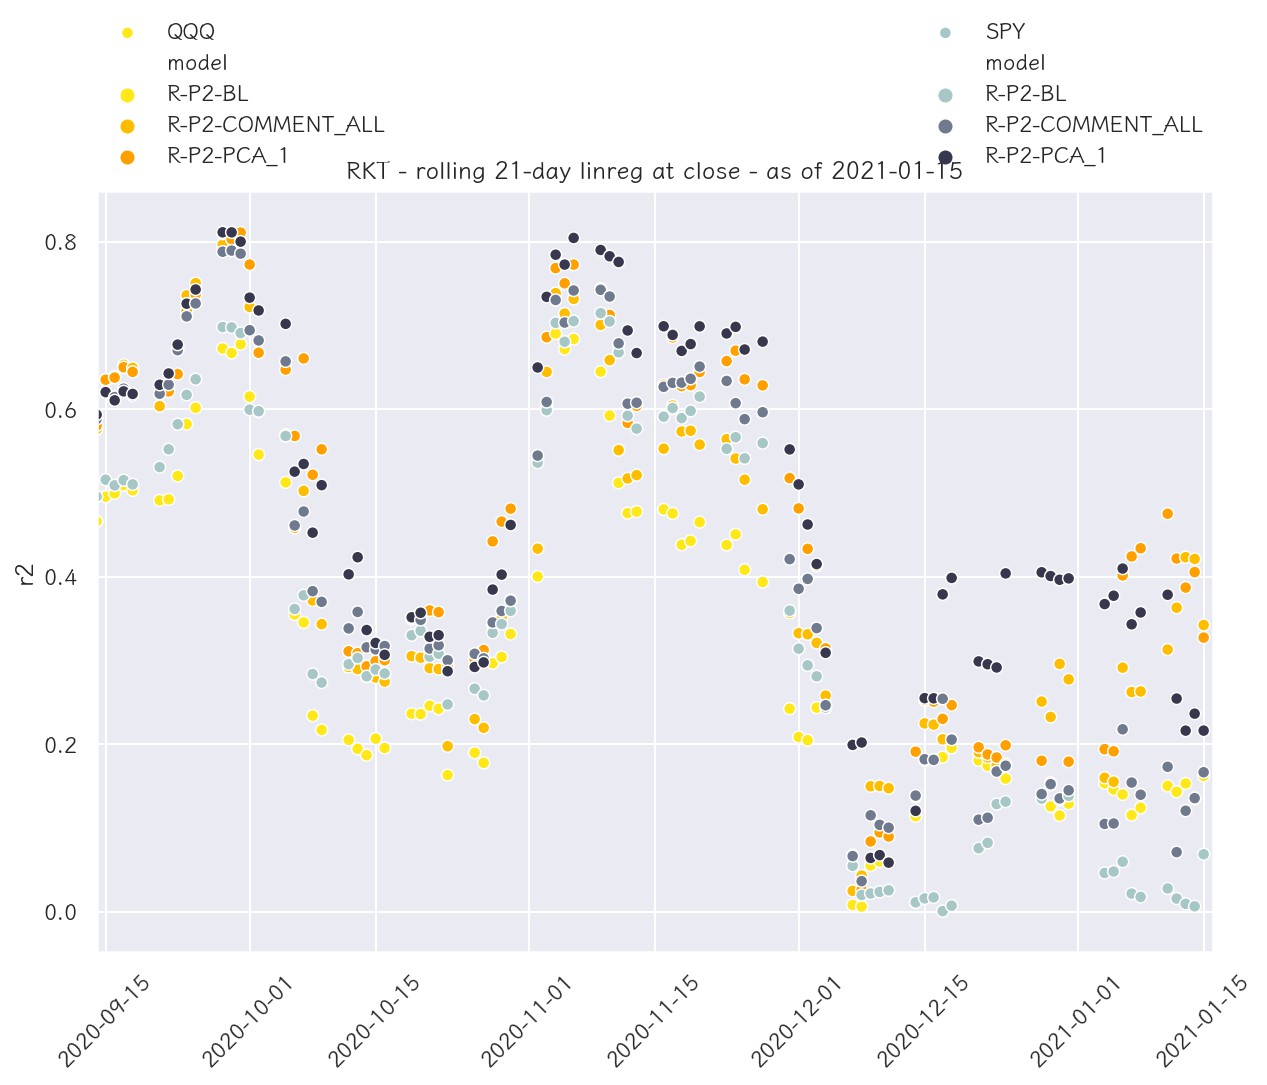 QQQ
model
R-P2-BL
R-P2-COMMENT_ALL
R-P2-PCA_1
SPY
model
R-P2-BL
R-P2-COMMENT_ALL
R-P2-PCA_1
RKT - rolling 21-day linreg at close - as of 2021-01-15
r2
0.8
0.6
0.4
0.2
0.0
2020-09-15
2020-10-01
2020-10-15
2020-11-01
2020-11-15
2020-12-01
2020-12-15
2021-01-01
2021-01-15